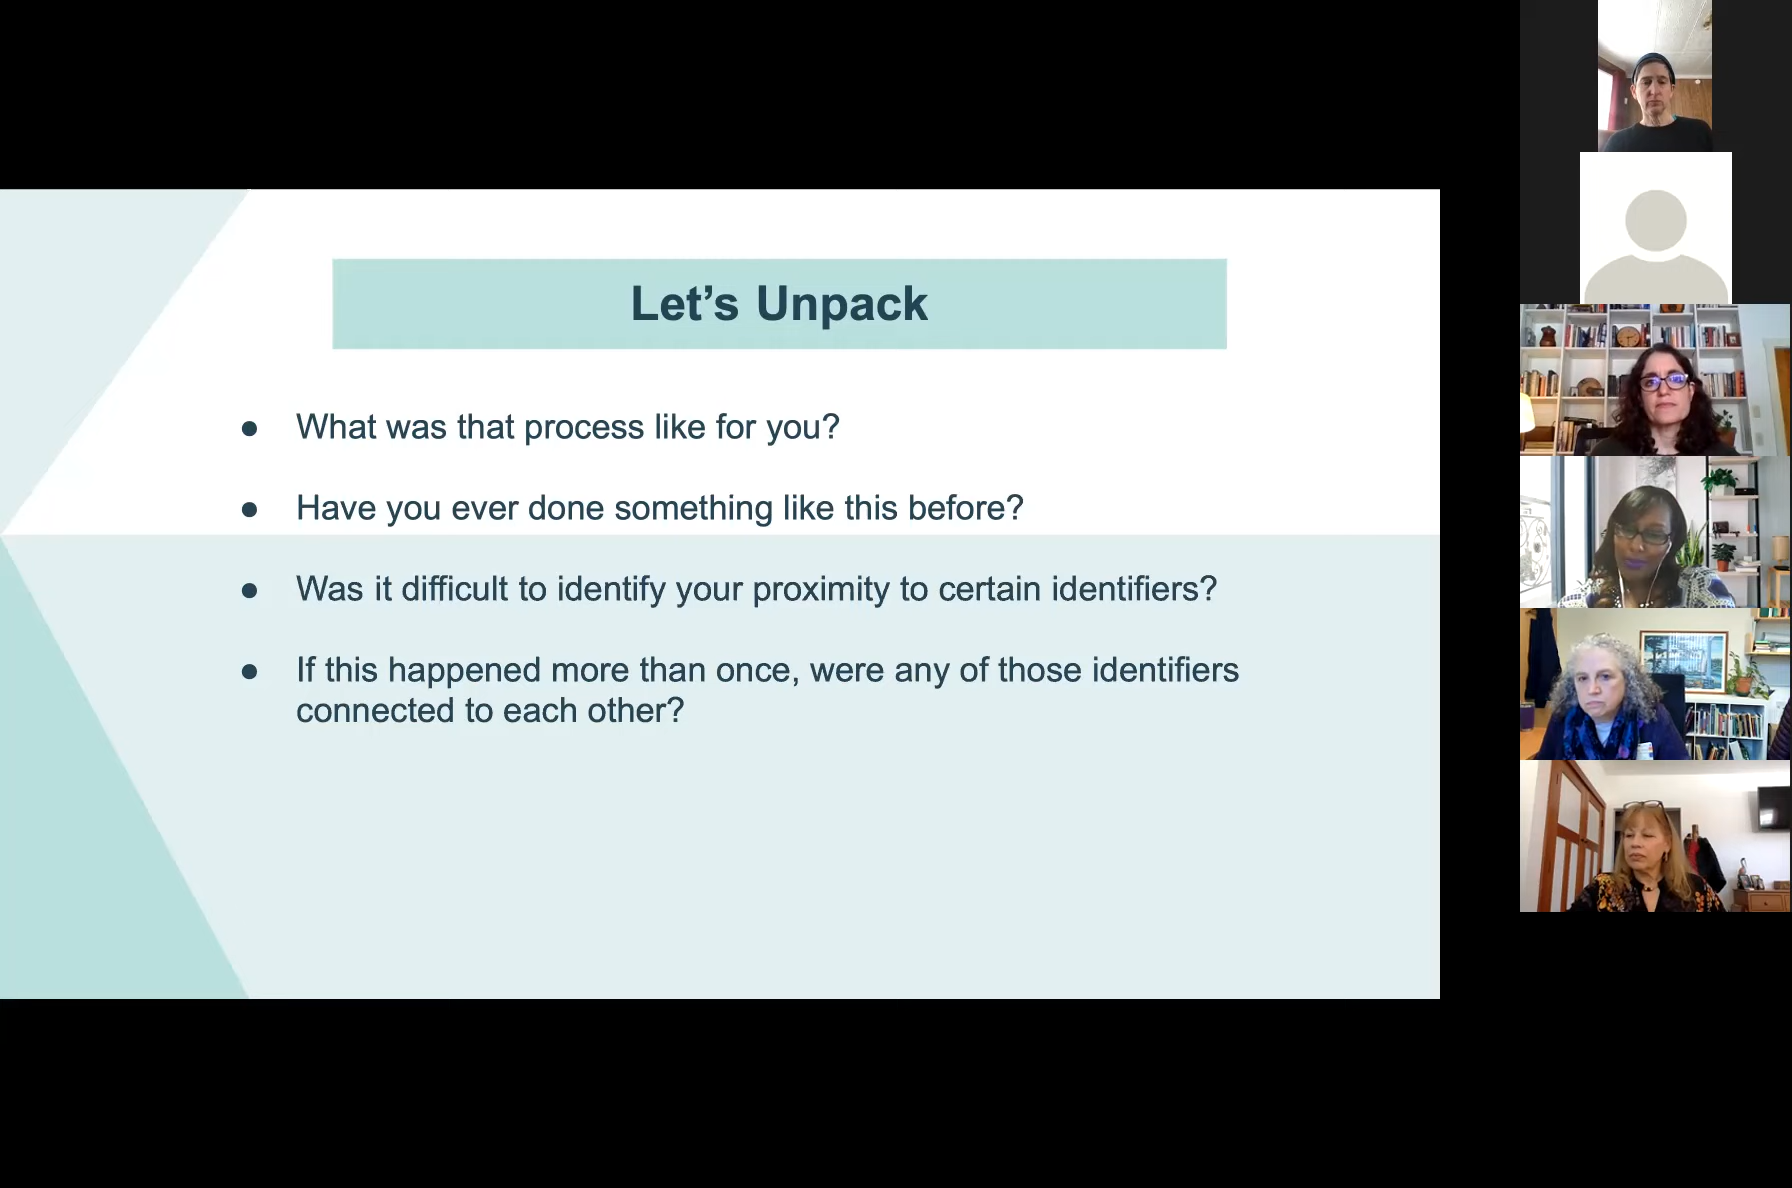 Let’s Unpack
● What was that process like for you?
● Have you ever done something like this before?
● Was it difficult to identify your proximity to certain identifiers?
● If this happened more than once, were any of those identifiers
connected to each other?